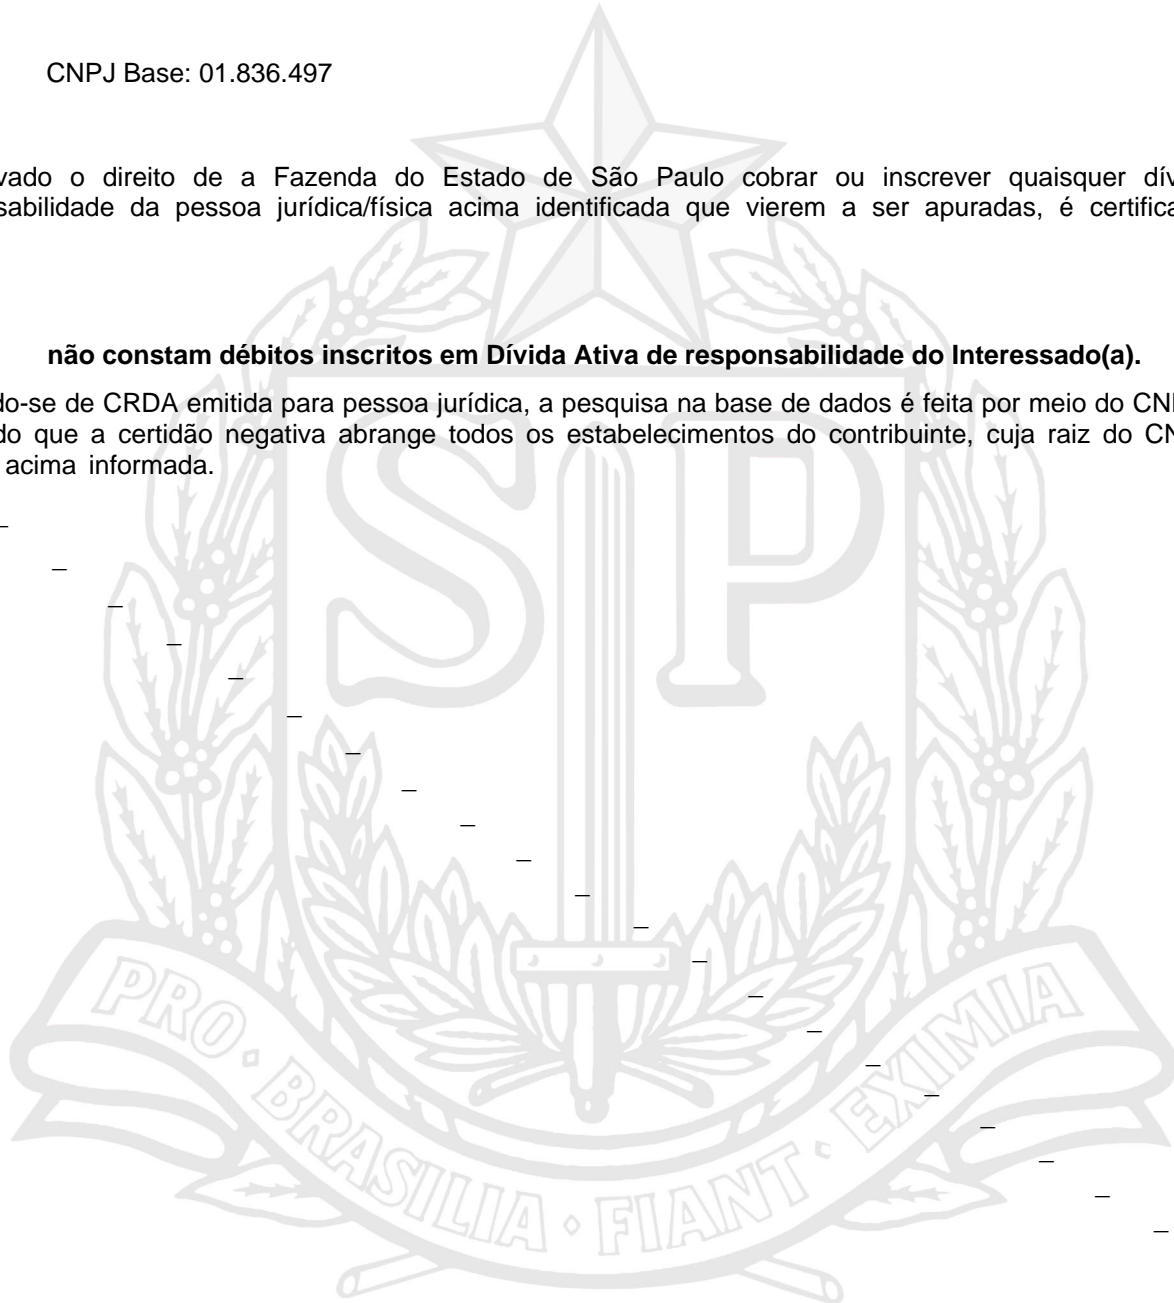 CNPJ Base: 01.836.497
vado o direito de a Fazenda do Estado de São Paulo cobrar ou inscrever quaisquer dív
sabilidade da pessoa jurídica/física acima identificada que vierem a ser apuradas, é certifica
não constam débitos inscritos em Dívida Ativa de responsabilidade do Interessado(a).
do-se de CRDA emitida para pessoa jurídica, a pesquisa na base de dados é feita por meio do CN
do que a certidão negativa abrange todos os estabelecimentos do contribuinte, cuja raiz do CN
acima informada.
SP
PRO • BRASILIA • FIANT • EXIMIA